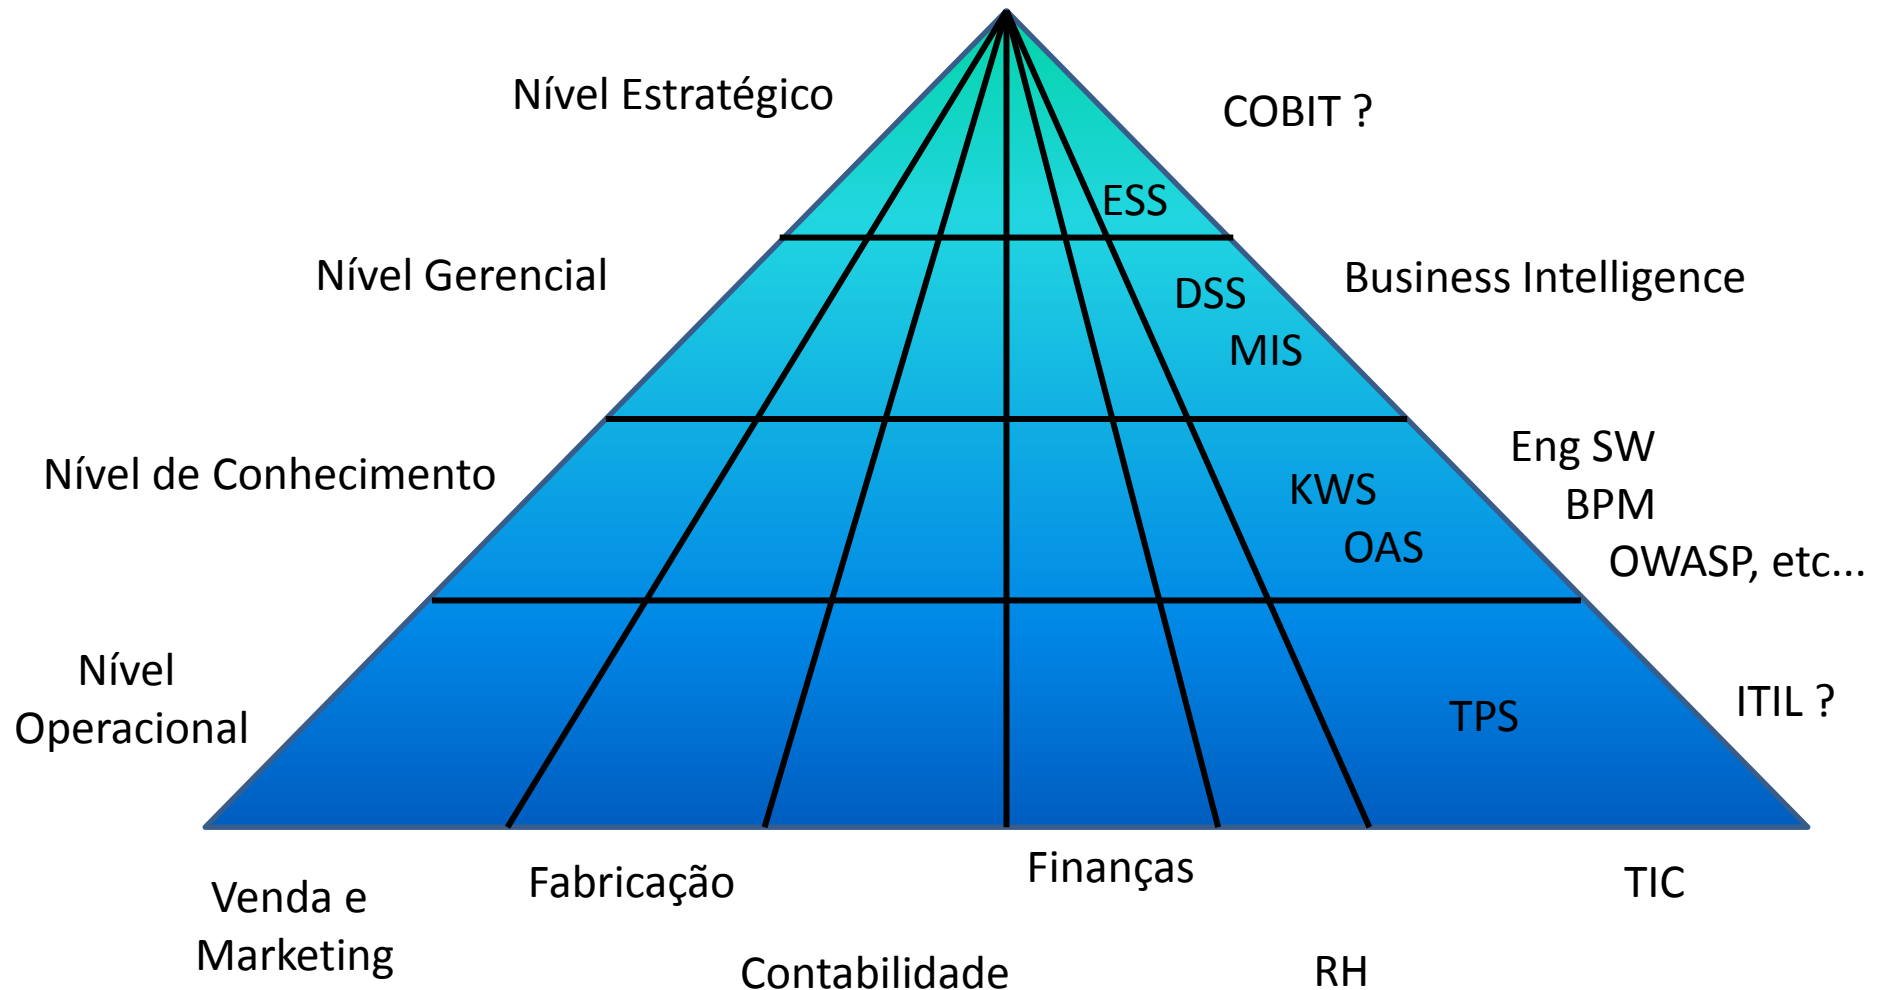 Nível Estratégico
COBIT ?
ESS
Nível Gerencial
Business Intelligence
DSS
MIS
Nível de Conhecimento
Eng SW
KWS
BPM
OAS
OWASP, etc...
Nível
Operacional
TPS
ITIL ?
Venda e
Marketing
Fabricação
Contabilidade
Finanças
RH
TIC